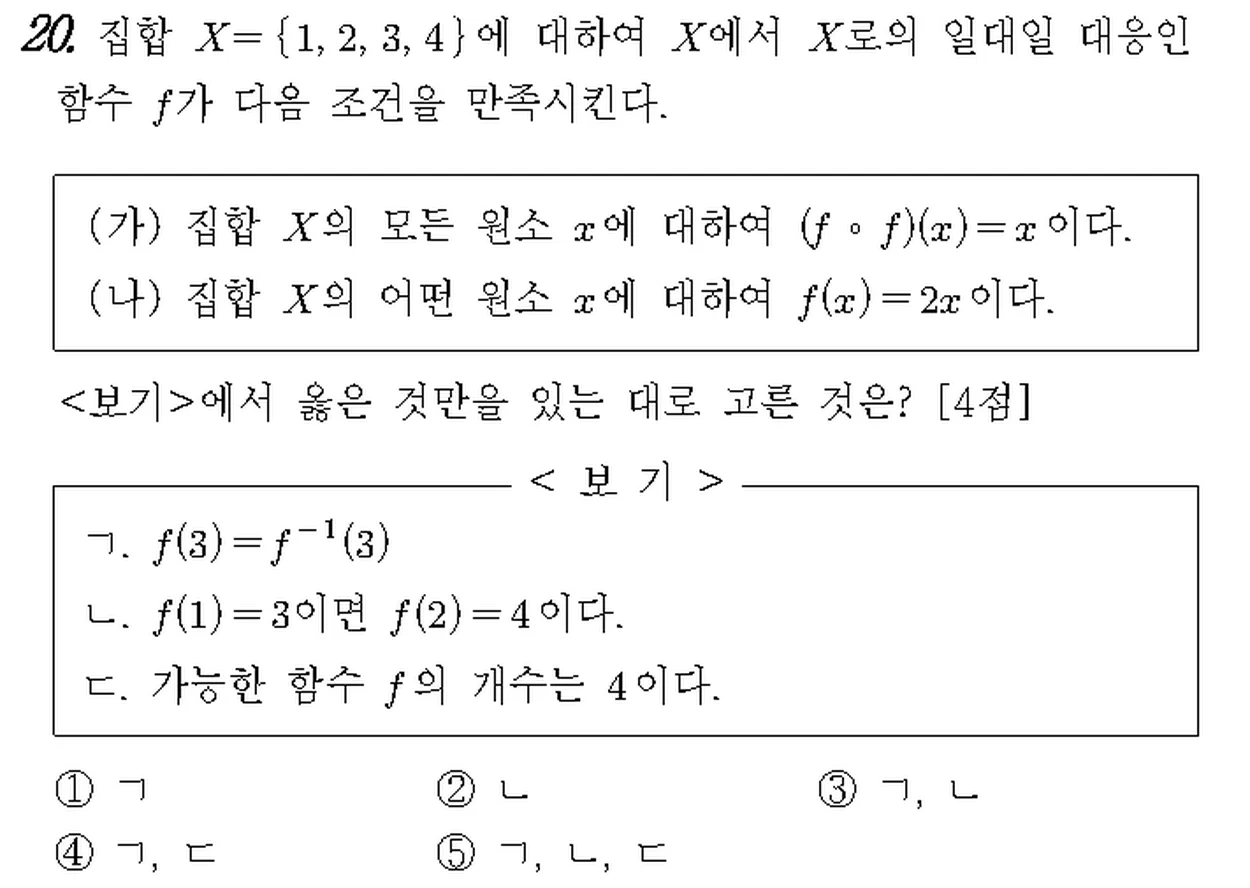 20. 집합 X={1, 2, 3, 4}에 대하여 X에서 X로의 일대일 대응인
함수 f가 다음 조건을 만족시킨다.
(가) 집합 X의 모든 원소 x에 대하여 (f ∘ f)(x)=x이다.
(나) 집합 X의 어떤 원소 x에 대하여 f(x)=2x이다.
<보기>에서 옳은 것만을 있는 대로 고른 것은? [4점]
< 보 기 >
ㄱ. f(3)=f⁻¹(3)
ㄴ. f(1)=3이면 f(2)=4이다.
ㄷ. 가능한 함수 f의 개수는 4이다.
① ㄱ ② ㄴ ③ ㄱ, ㄴ
④ ㄱ, ㄷ ⑤ ㄱ, ㄴ, ㄷ